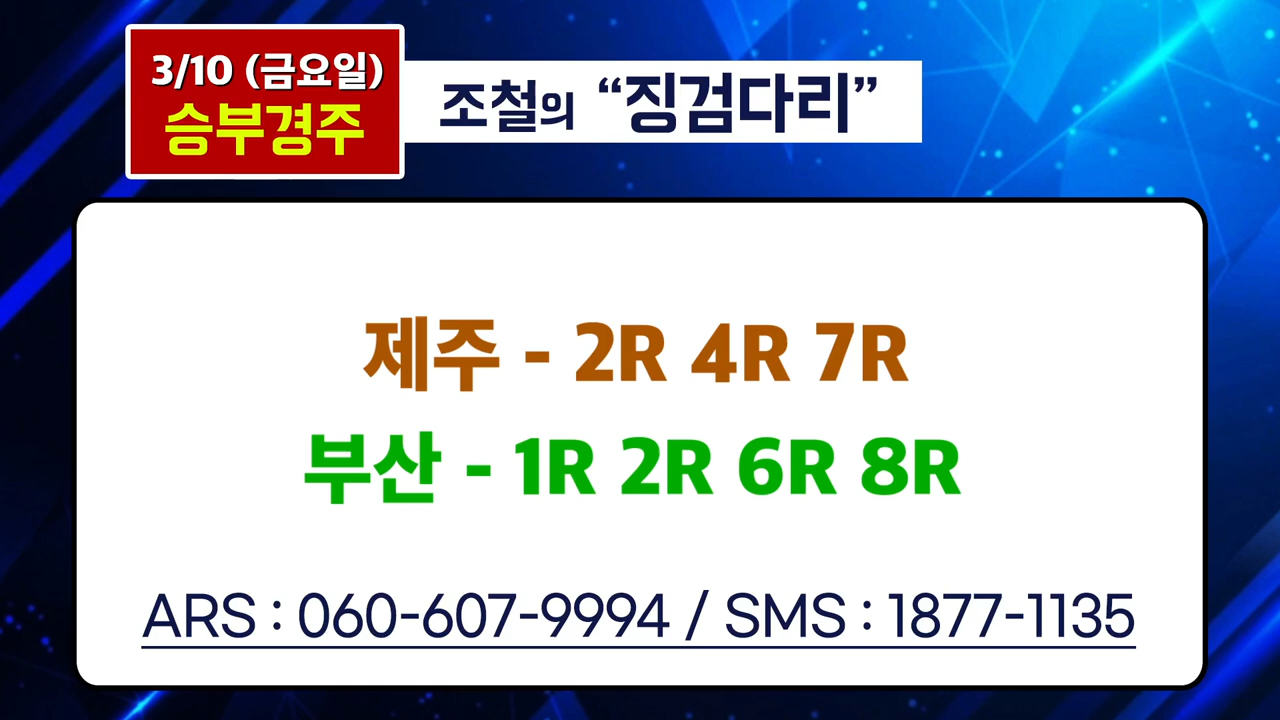 3/10 (금요일)
승부경주
조철의 “징검다리”
제주 - 2R 4R 7R
부산 - 1R 2R 6R 8R
ARS : 060-607-9994 / SMS : 1877-1135